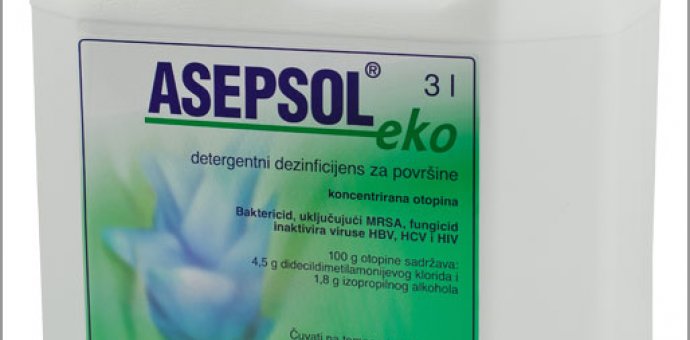 ASEPSOL® 3 l
eko
detergentni dezinficijens za površine
koncentrirana otopina
Baktericid, uključujući MRSA, fungicid
inaktivira viruse HBV, HCV i HIV
100 g otopine sadržava:
4,5 g didecildimetilamonijevog klorida i
1,8 g izopropilnog alkohola
Čuvati na